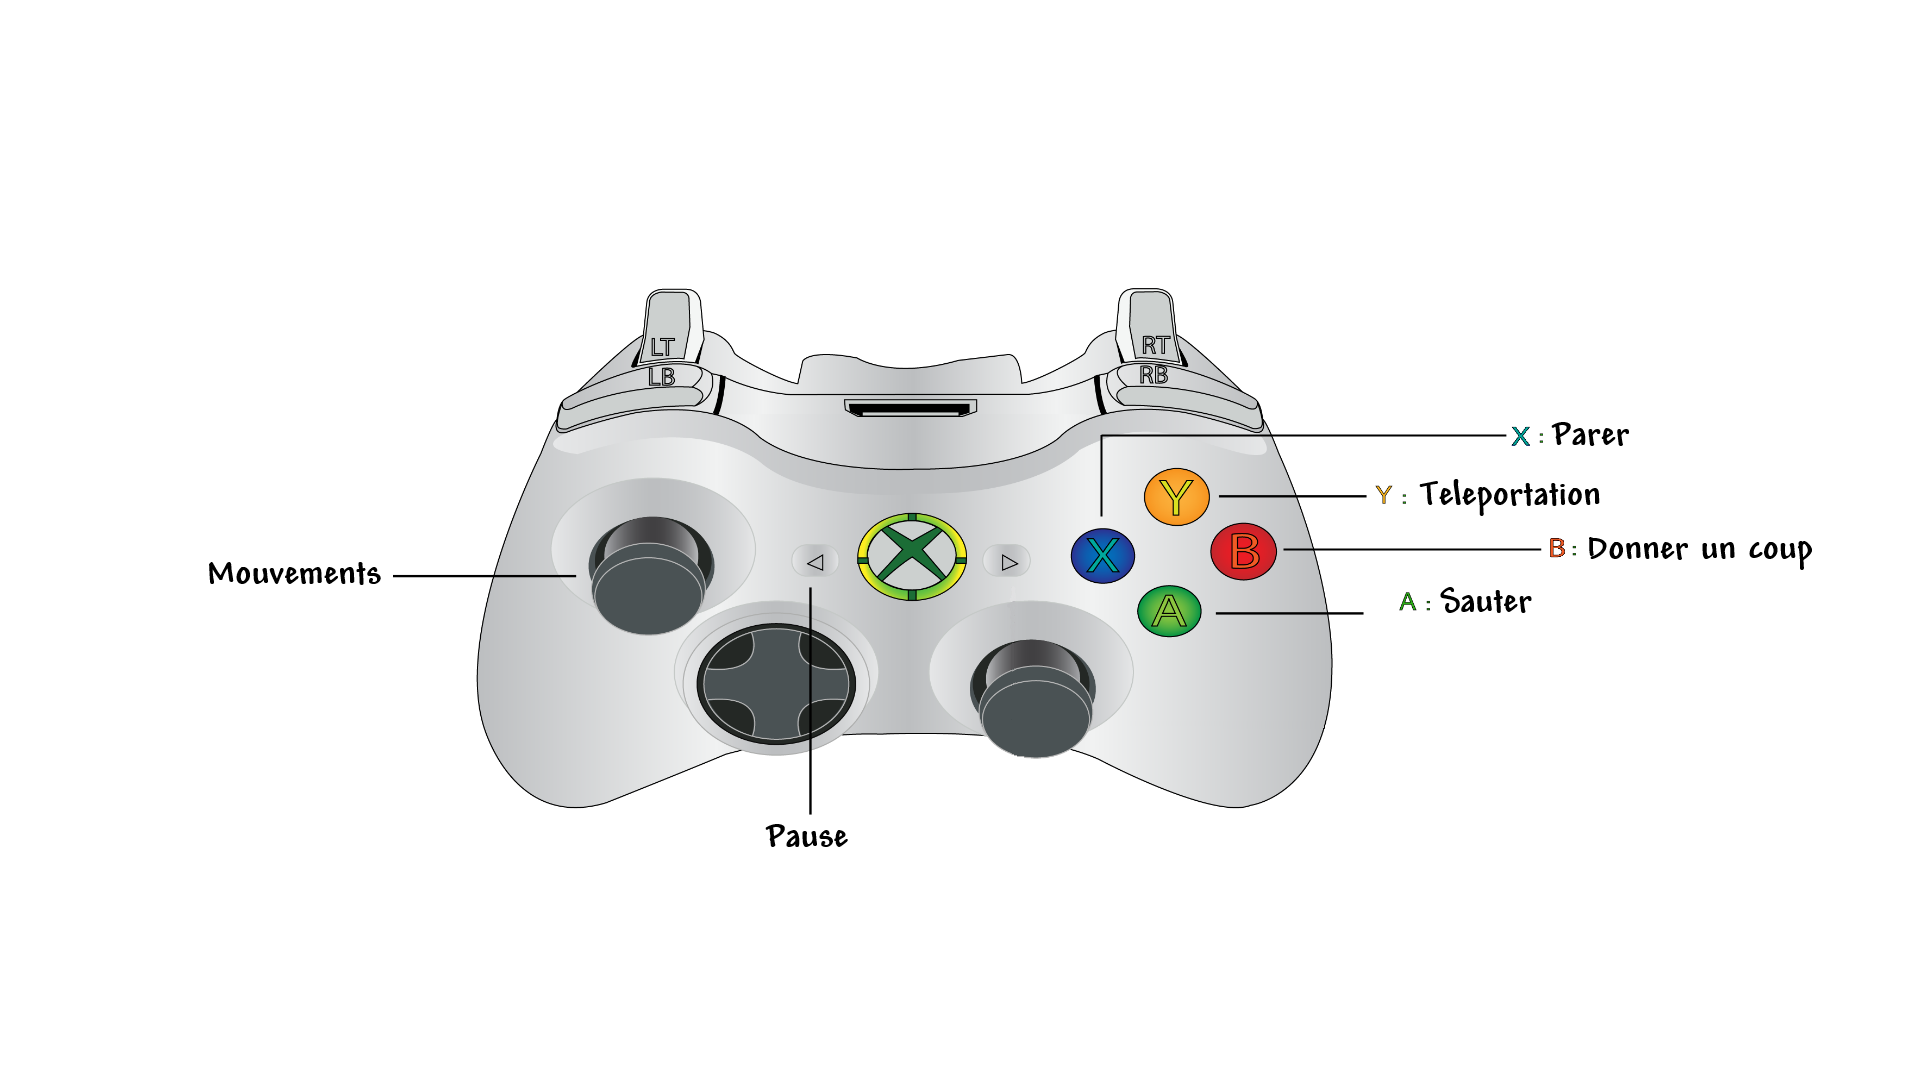 LT
RT
LB
RB
X : Parer
Y
Y : Teleportation
B
B : Donner un coup
X
Mouvements
A
A : Sauter
Pause